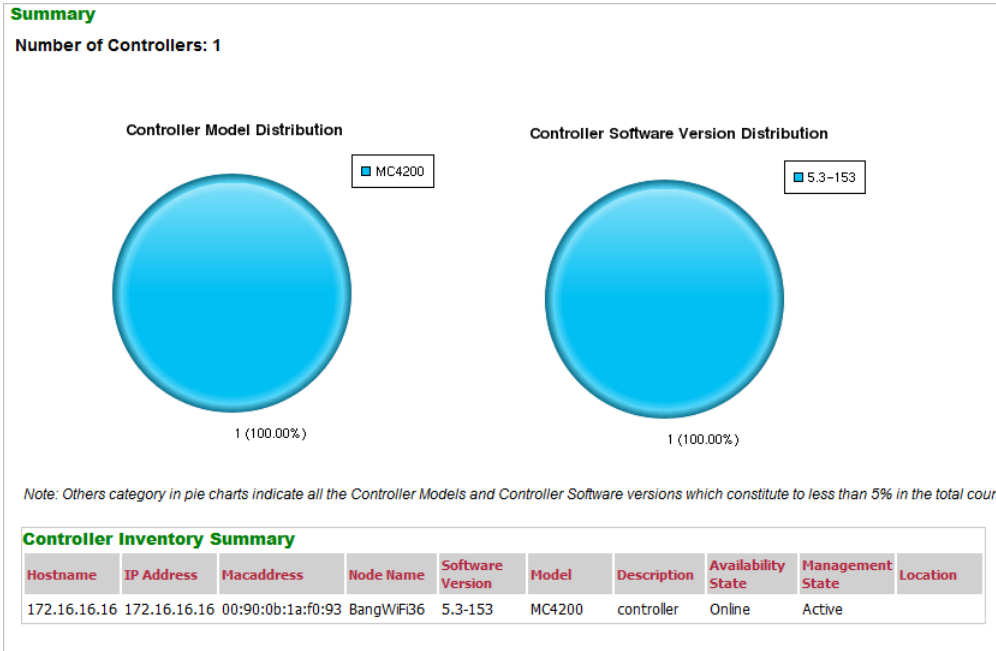 Summary
Number of Controllers: 1
Controller Model Distribution
MC4200
1 (100.00%)
Controller Software Version Distribution
5.3-153
1 (100.00%)
Note: Others category in pie charts indicate all the Controller Models and Controller Software versions which constitute to less than 5% in the total
Controller Inventory Summary
Hostname IP Address Macaddress Node Name Software Version Model Description Availability State Management State Location
172.16.16.16 172.16.16.16 00:90:0b:1a:f0:93 BangWiFi36 5.3-153 MC4200 controller Online Active